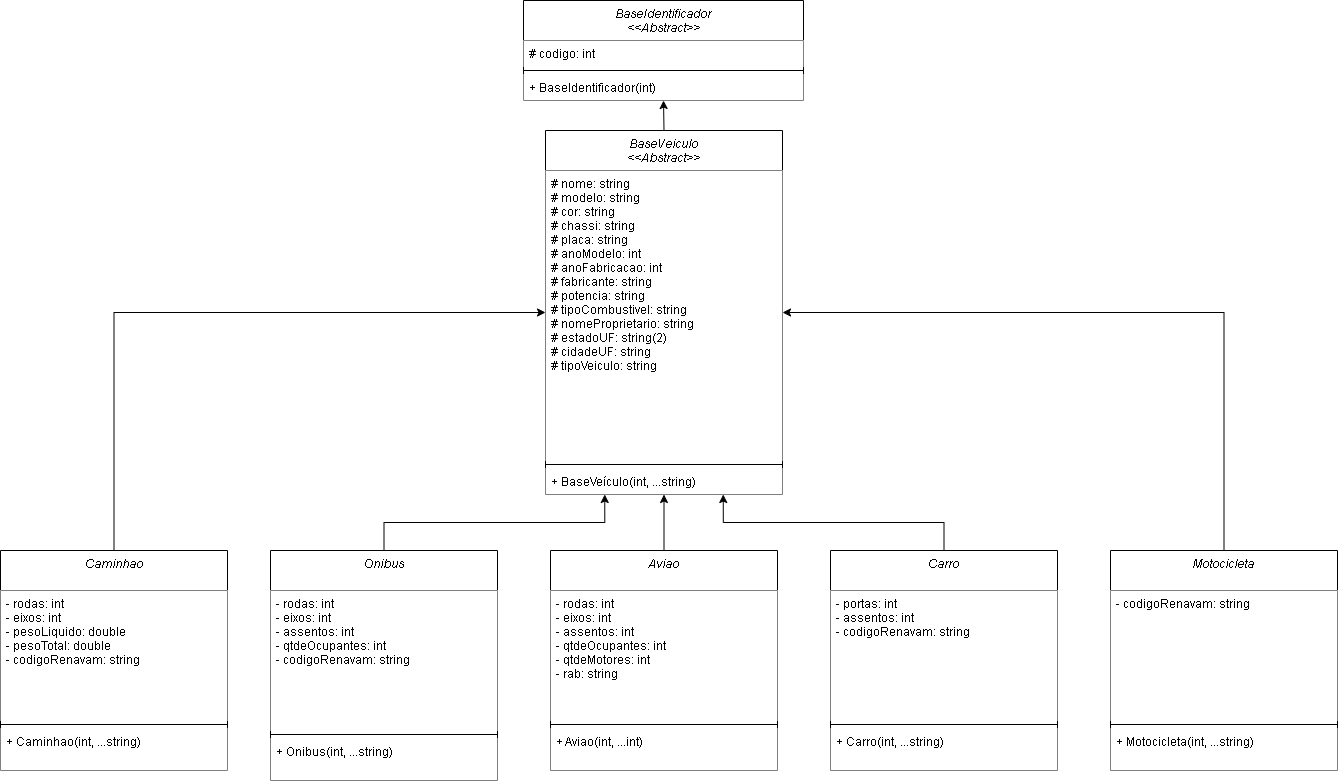 BaseIdentificador
<<Abstract>>
# codigo: int
+ BaseIdentificador(int)
BaseVeiculo
<<Abstract>>
# nome: string
# modelo: string
# cor: string
# chassi: string
# placa: string
# anoModelo: int
# anoFabricacao: int
# fabricante: string
# potencia: string
# tipoCombustivel: string
# nomeProprietario: string
# estadoUF: string(2)
# cidadeUF: string
# tipoVeiculo: string
+ BaseVeículo(int, ...string)
Caminhao
- rodas: int
- eixos: int
- pesoLiquido: double
- pesoTotal: double
- codigoRenavam: string
+ Caminhao(int, ...string)
Onibus
- rodas: int
- eixos: int
- assentos: int
- qtdeOcupantes: int
- codigoRenavam: string
+ Onibus(int, ...string)
Aviao
- rodas: int
- eixos: int
- assentos: int
- qtdeOcupantes: int
- qtdeMotores: int
- rab: string
+Aviao(int, ...int)
Carro
- portas: int
- assentos: int
- codigoRenavam: string
+ Carro(int, ...string)
Motocicleta
- codigoRenavam: string
+ Motocicleta(int, ...string)